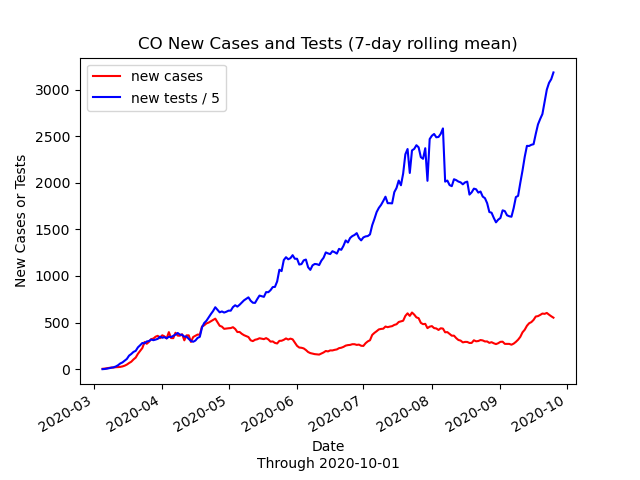 CO New Cases and Tests (7-day rolling mean)
new cases
new tests / 5
3000
2500
2000
1500
1000
500
0
New Cases or Tests
2020-03
2020-04
2020-05
2020-06
2020-07
2020-08
2020-09
2020-10
Date
Through 2020-10-01